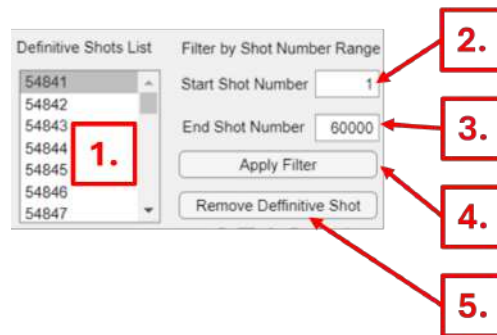 Definitive Shots List
54841
54842
54843
54844
54845
54846
54847
1.
Filter by Shot Number Range
Start Shot Number 1
End Shot Number 60000
Apply Filter
Remove Deffinitive Shot
2.
3.
4.
5.